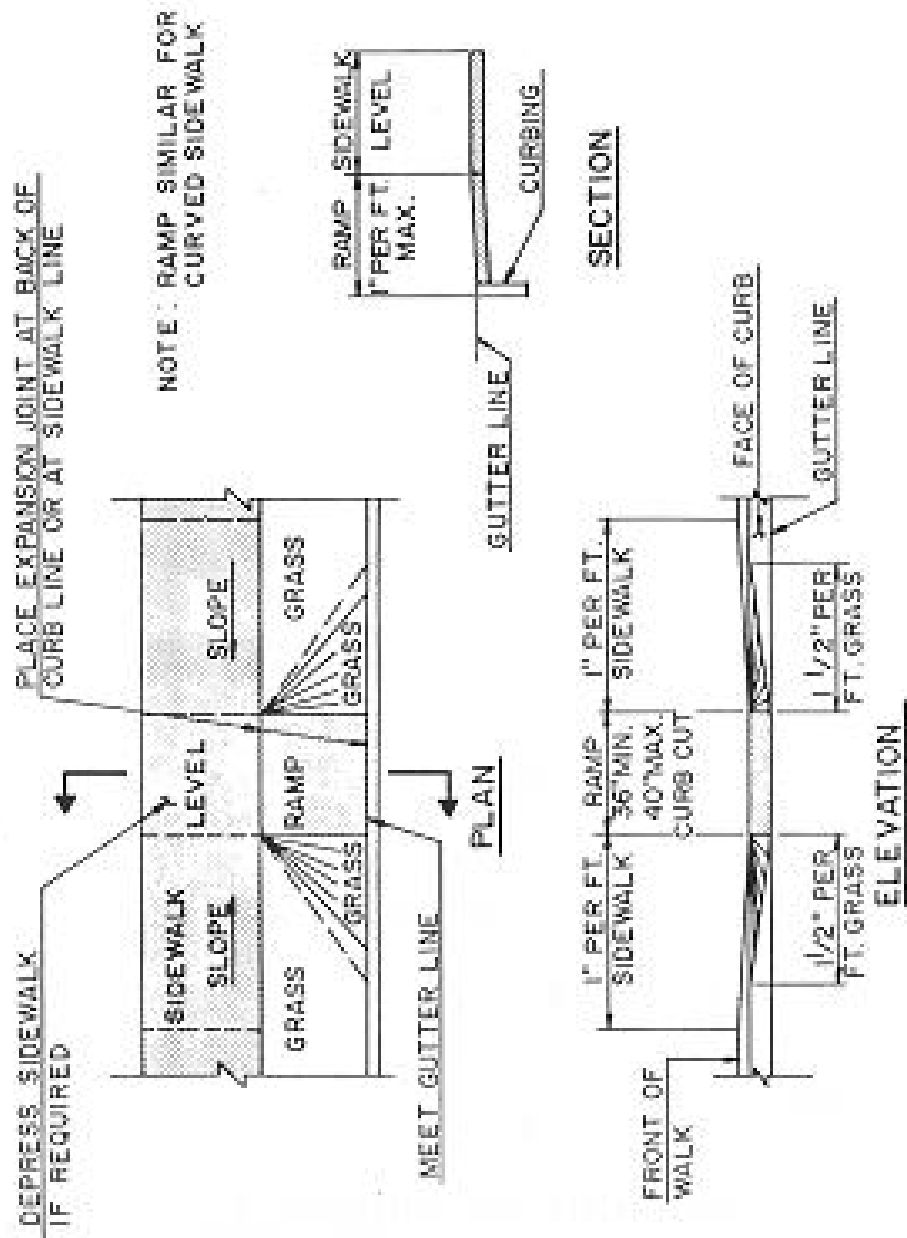 PLACE EXPANSION JOINT AT BACK OF
CURB LINE OR AT SIDEWALK LINE
DEPRESS SIDEWALK
IF REQUIRED
NOTE: RAMP SIMILAR FOR
CURVED SIDEWALK
SIDEWALK
SLOPE
LEVEL
SLOPE
GRASS
GRASS
RAMP
GRASS
GRASS
MEET GUTTER LINE
PLAN
RAMP
SIDEWALK
1" PER FT.
MAX.
LEVEL
GUTTER LINE
CURBING
SECTION
1" PER FT.
SIDEWALK
RAMP
36" MIN.
40" MAX.
CURB CUT
1" PER FT.
SIDEWALK
FACE OF CURB
FRONT OF
WALK
1 1/2" PER
FT. GRASS
1 1/2" PER
FT. GRASS
GUTTER LINE
ELEVATION